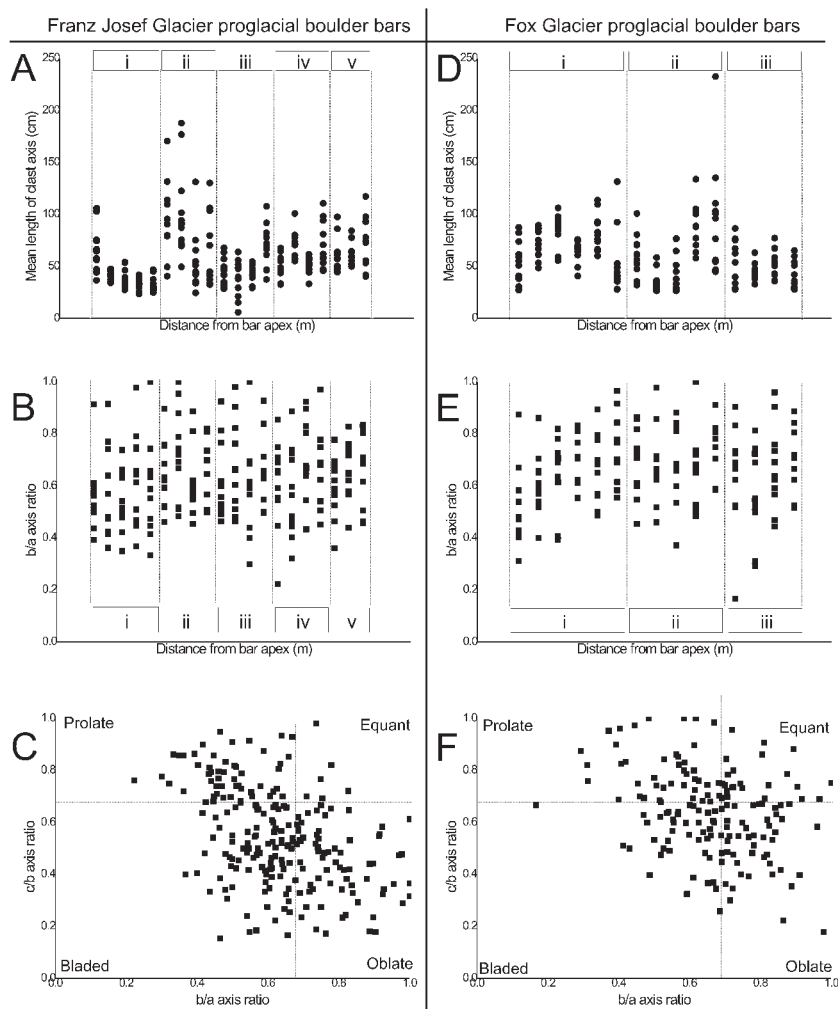 Franz Josef Glacier proglacial boulder bars
Fox Glacier proglacial boulder bars
A
i ii iii iv v
250
200
150
100
50
0
Mean length of clast axis (cm)
Distance from bar apex (m)
D
i ii iii
250
200
150
100
50
0
Mean length of clast axis (cm)
Distance from bar apex (m)
B
1.0
0.8
0.6
0.4
0.2
0.0
b/a axis ratio
i ii iii iv v
Distance from bar apex (m)
E
1.0
0.8
0.6
0.4
0.2
0.0
b/a axis ratio
i ii iii
Distance from bar apex (m)
C
Prolate
Equant
Bladed
Oblate
1.0
0.8
0.6
0.4
0.2
0.0
c/b axis ratio
0.0 0.2 0.4 0.6 0.8 1.0
b/a axis ratio
F
Prolate
Equant
Bladed
Oblate
1.0
0.8
0.6
0.4
0.2
0.0
c/b axis ratio
0.0 0.2 0.4 0.6 0.8 1.0
b/a axis ratio